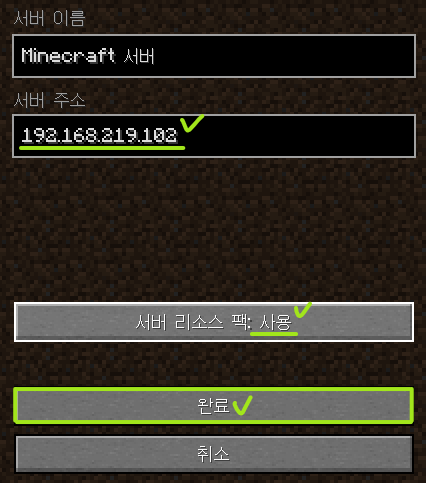 서버 이름
Minecraft 서버
서버 주소
192.168.219.102
서버 리소스 팩: 사용
완료
취소